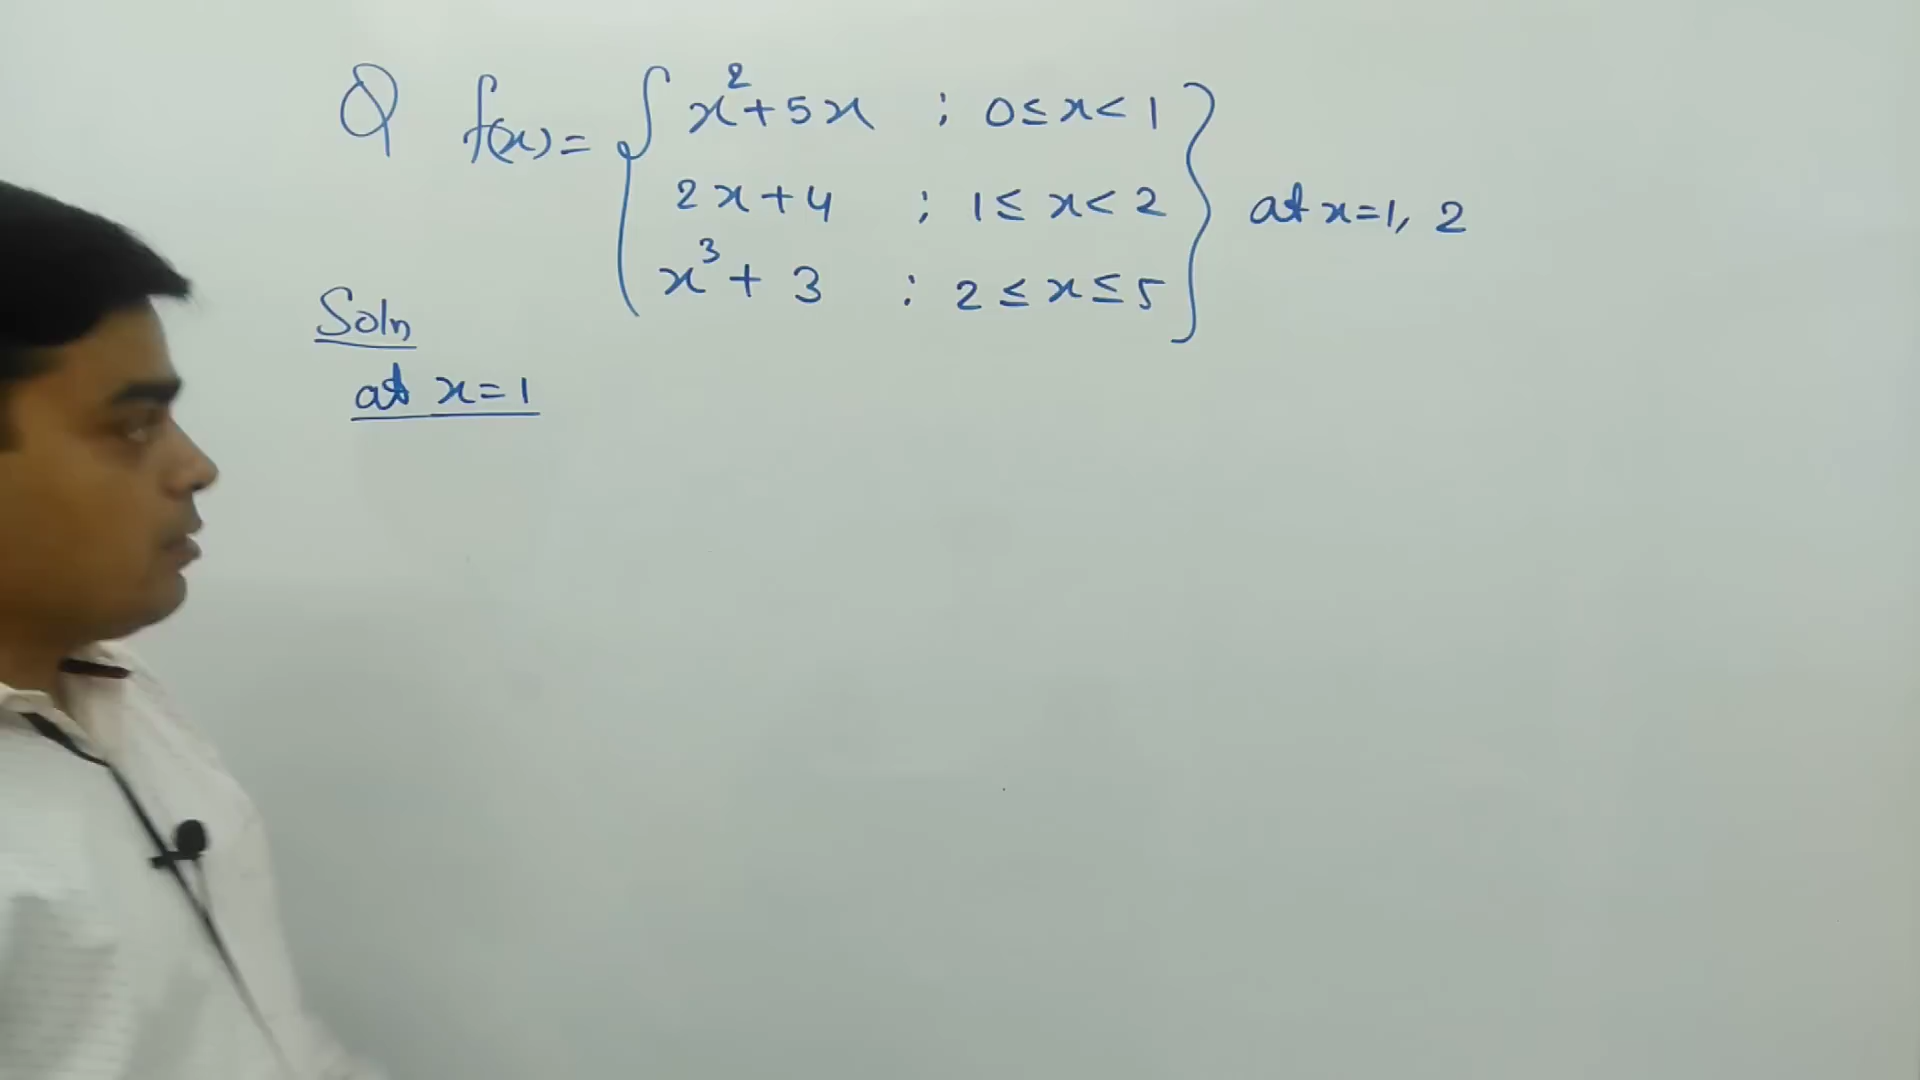 Q f(x) = { x²+5x ; 0 ≤ x < 1
2x+4 ; 1 ≤ x < 2 } at x=1, 2
x³ + 3 : 2 ≤ x ≤ 5
Soln
at x=1